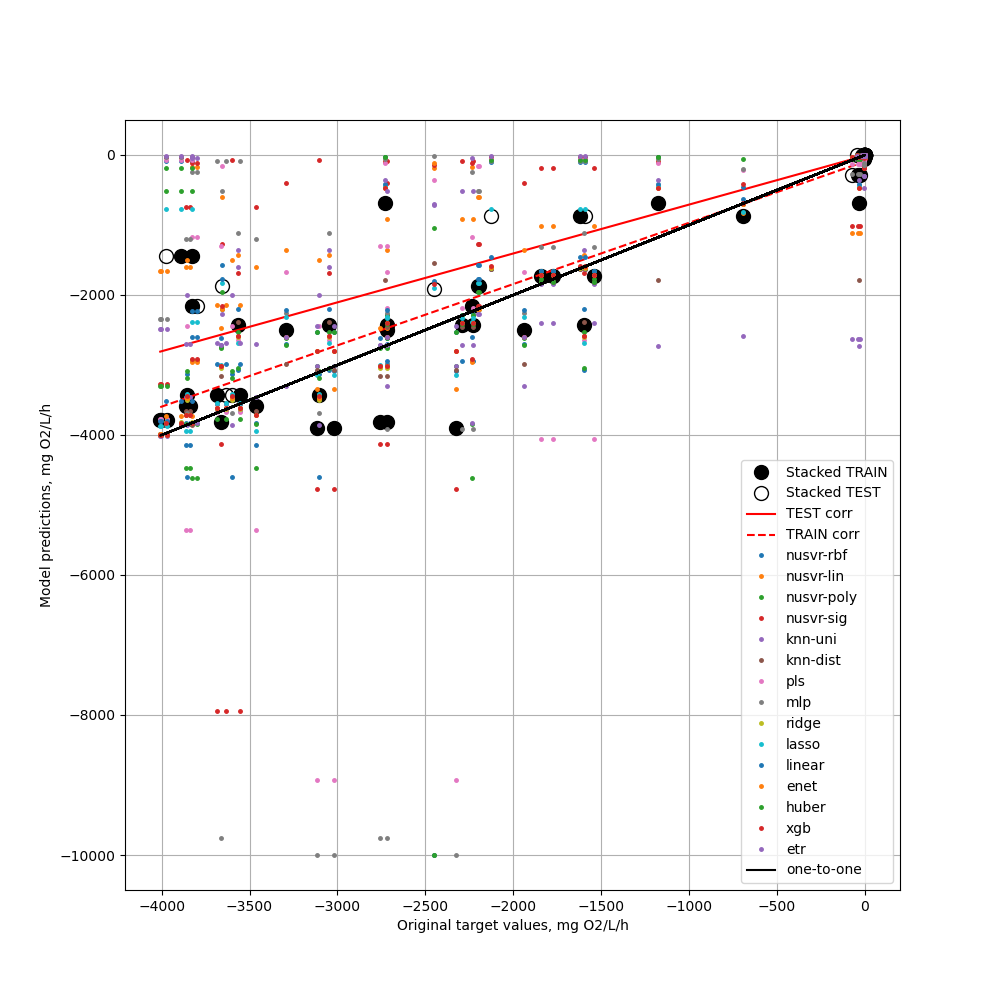 0
−2000
−4000
−6000
−8000
−10000
Model predictions, mg O2/L/h
Stacked TRAIN
Stacked TEST
TEST corr
TRAIN corr
nusvr-rbf
nusvr-lin
nusvr-poly
nusvr-sig
knn-uni
knn-dist
pls
mlp
ridge
lasso
linear
enet
huber
xgb
etr
one-to-one
−4000 −3500 −3000 −2500 −2000 −1500 −1000 −500 0
Original target values, mg O2/L/h